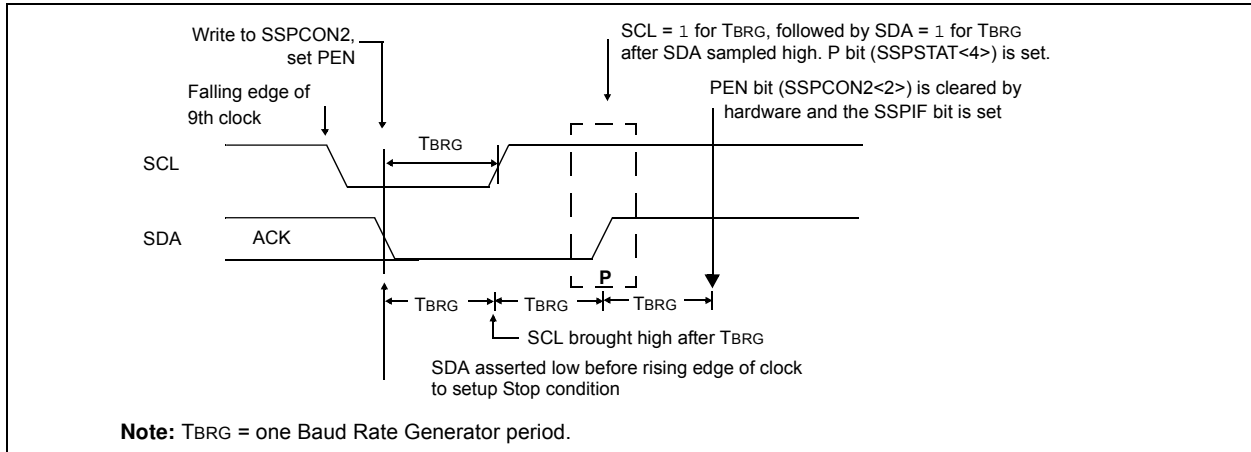 Write to SSPCON2,
set PEN
SCL = 1 for TBRG, followed by SDA = 1 for TBRG
after SDA sampled high. P bit (SSPSTAT<4>) is set.
Falling edge of
9th clock
PEN bit (SSPCON2<2>) is cleared by
hardware and the SSPIF bit is set
TBRG
SCL
SDA
ACK
P
TBRG
TBRG
TBRG
SCL brought high after TBRG
SDA asserted low before rising edge of clock
to setup Stop condition
Note: TBRG = one Baud Rate Generator period.